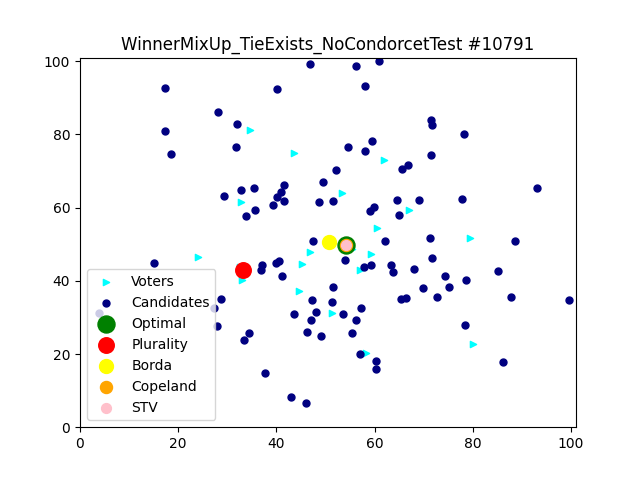 WinnerMixUp_TieExists_NoCondorcetTest #10791
100
80
60
40
20
0
Voters
Candidates
Optimal
Plurality
Borda
Copeland
STV
0 20 40 60 80 100